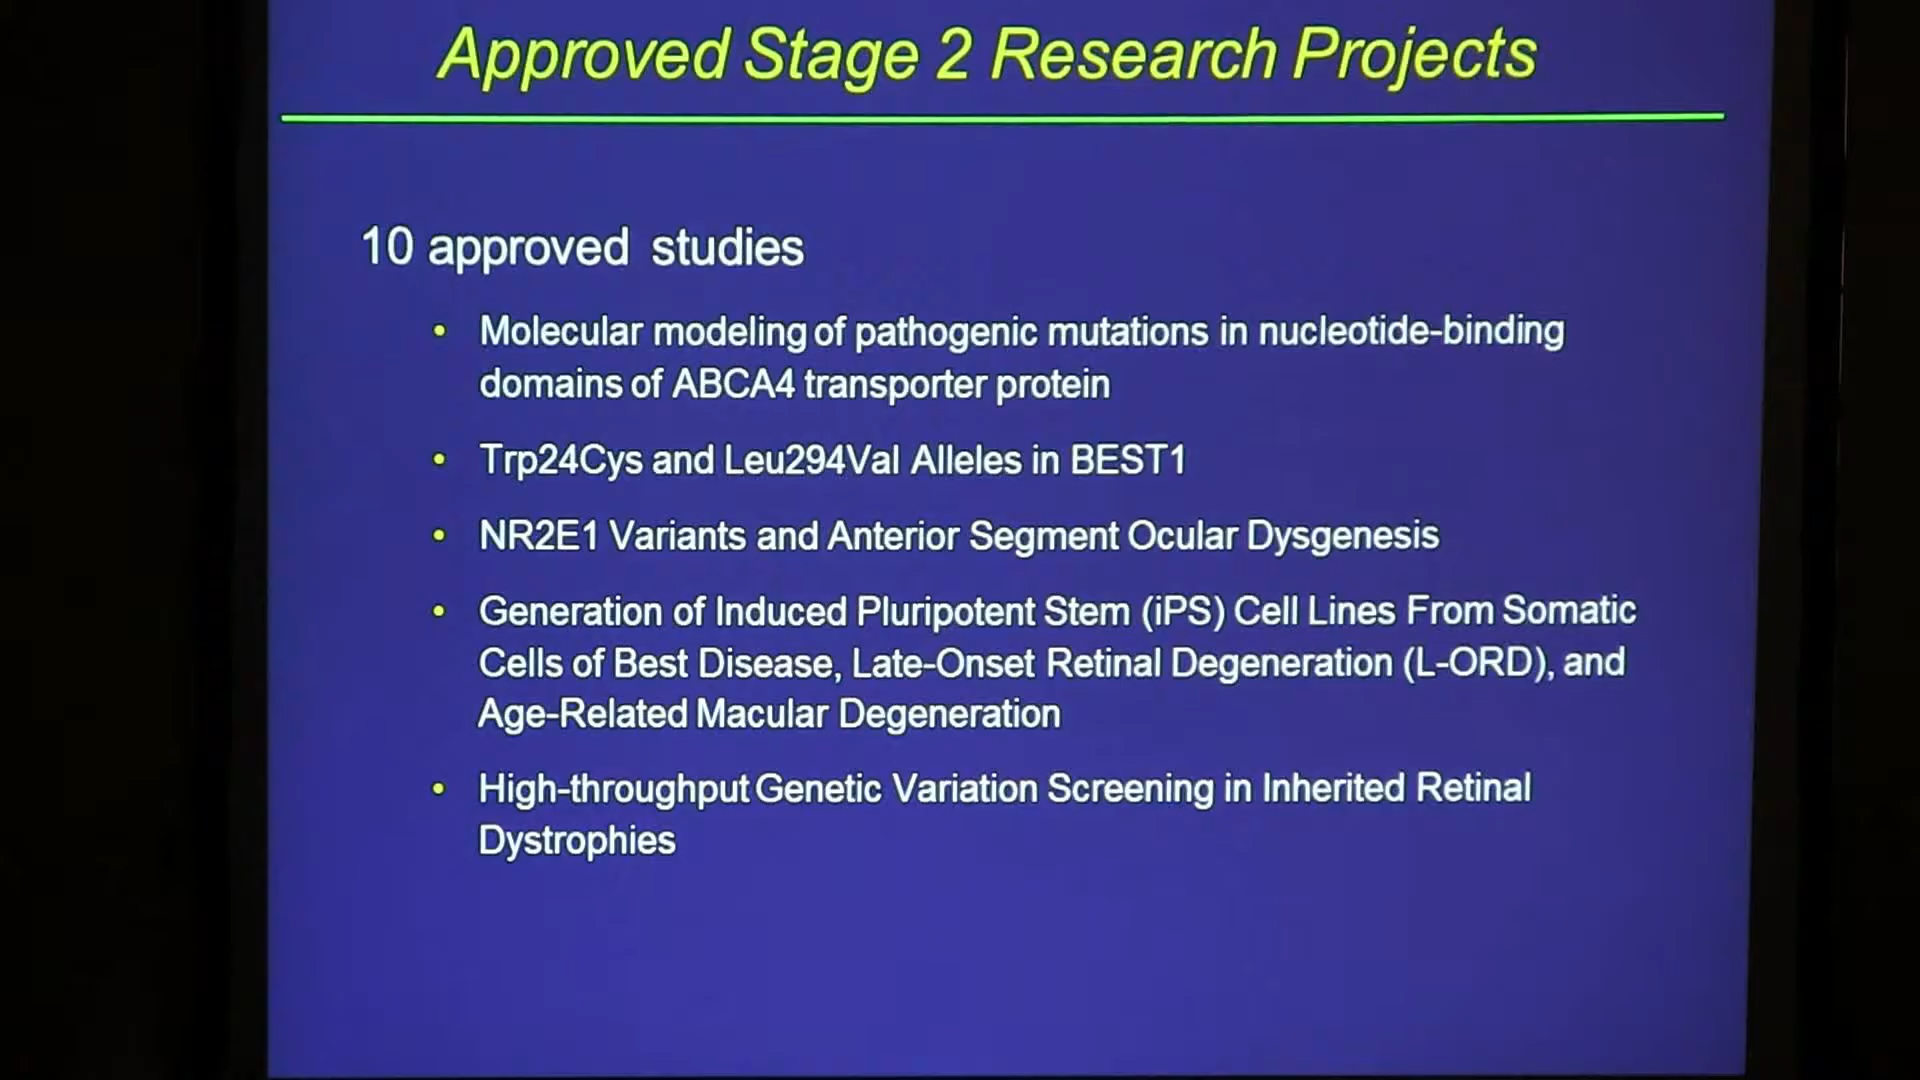 Approved Stage 2 Research Projects
10 approved studies
• Molecular modeling of pathogenic mutations in nucleotide-binding
domains of ABCA4 transporter protein
• Trp24Cys and Leu294Val Alleles in BEST1
• NR2E1 Variants and Anterior Segment Ocular Dysgenesis
• Generation of Induced Pluripotent Stem (iPS) Cell Lines From Somatic
Cells of Best Disease, Late-Onset Retinal Degeneration (L-ORD), and
Age-Related Macular Degeneration
• High-throughput Genetic Variation Screening in Inherited Retinal
Dystrophies